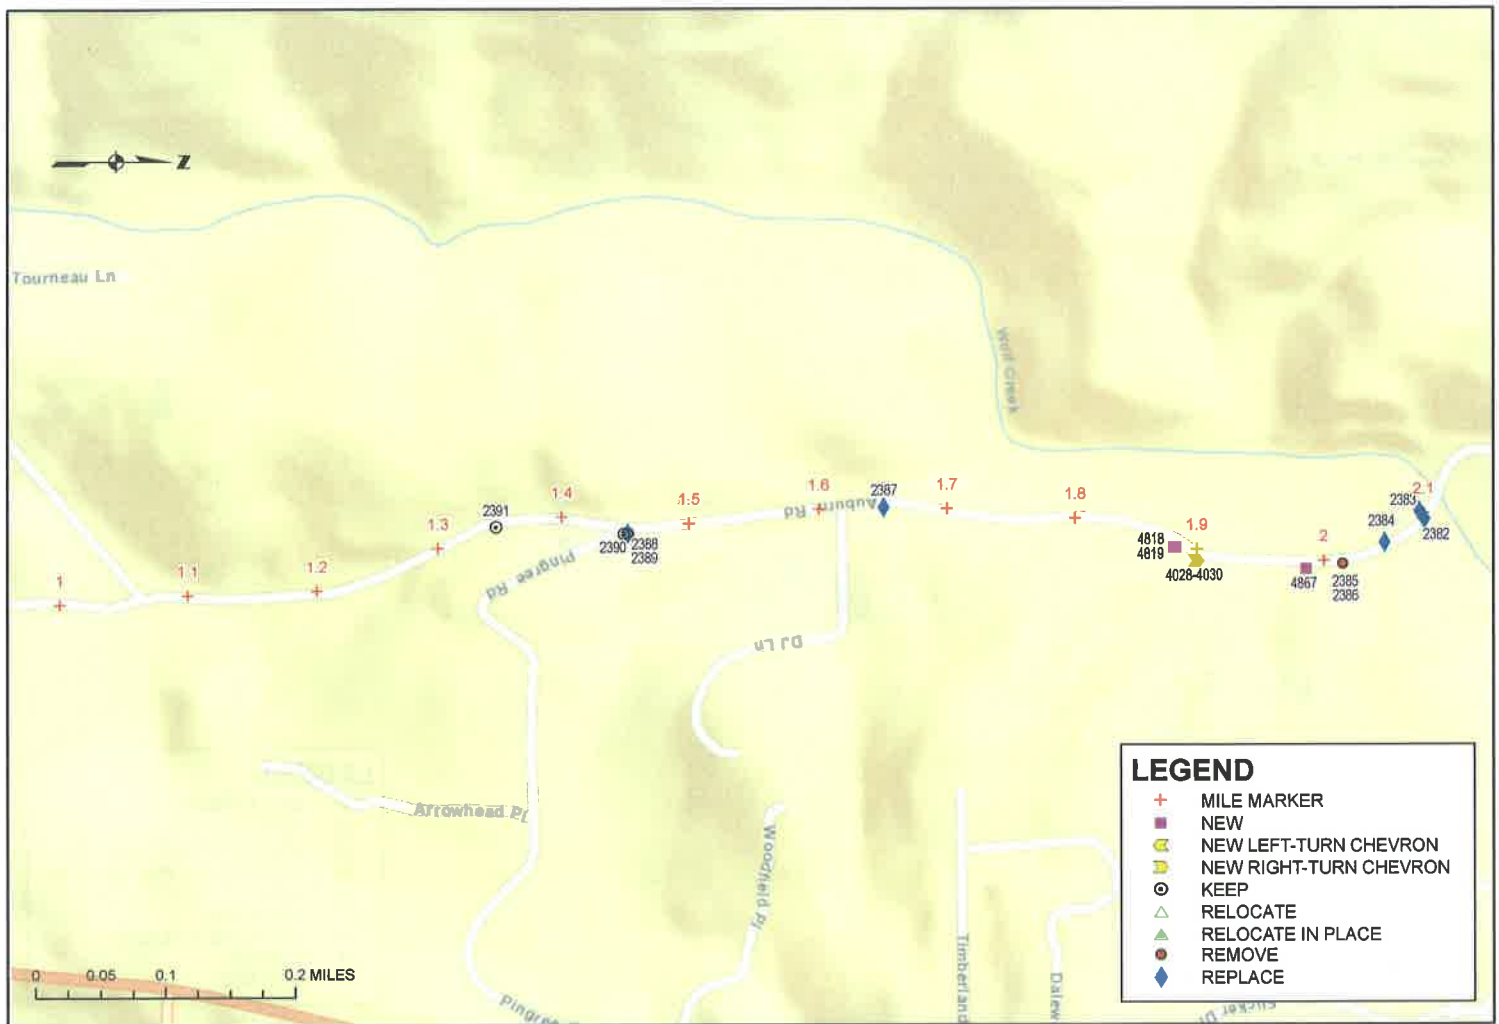 Z
Tourneau Ln
Wolf Creek
1
1.1
1.2
1.3
2391
1.4
2390
2388
2389
1.5
1.6
Auburn Rd
2387
1.7
1.8
4818
4819
1.9
4028-4030
4867
2
2385
2386
2384
2383
2.1
2382
Pingree Rd
DJ Ln
Arrowhead Pl
Woodfield Pl
Timberland
Dalew
Flicker Dr
Pingree
0 0.05 0.1 0.2 MILES
LEGEND
MILE MARKER
NEW
NEW LEFT-TURN CHEVRON
NEW RIGHT-TURN CHEVRON
KEEP
RELOCATE
RELOCATE IN PLACE
REMOVE
REPLACE